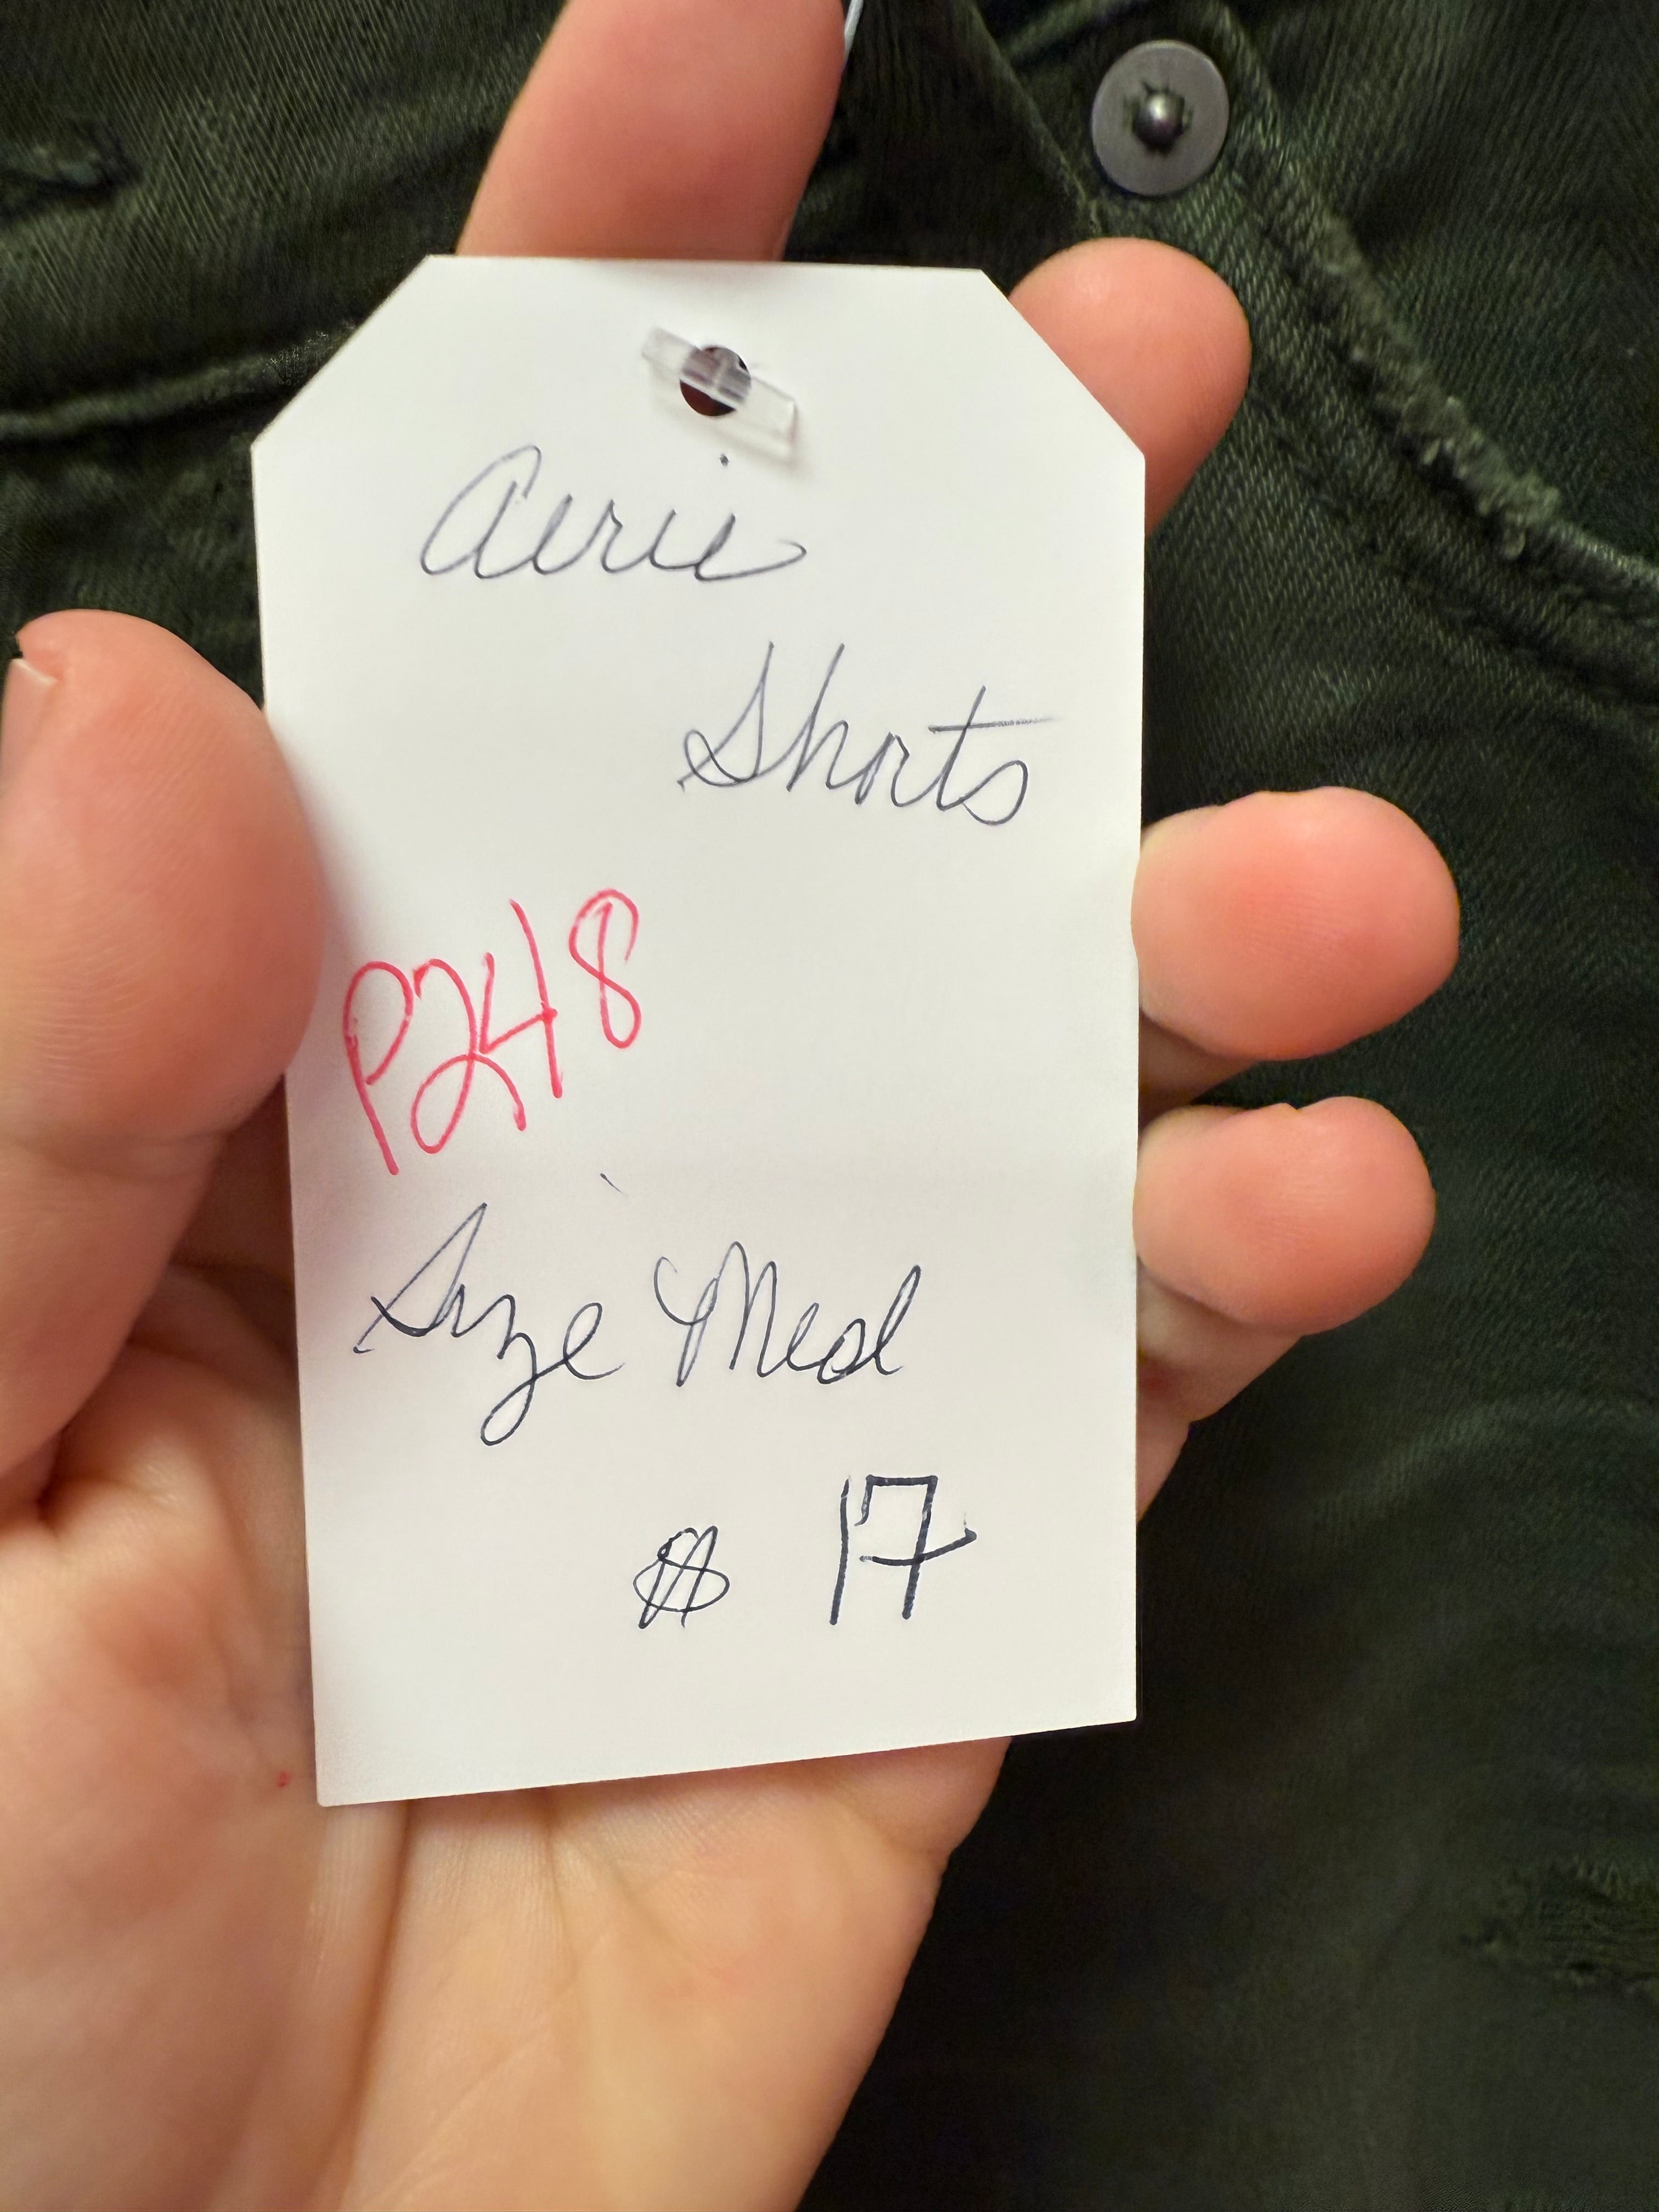 Aerie
Shorts
P248
Size Med
$ 17